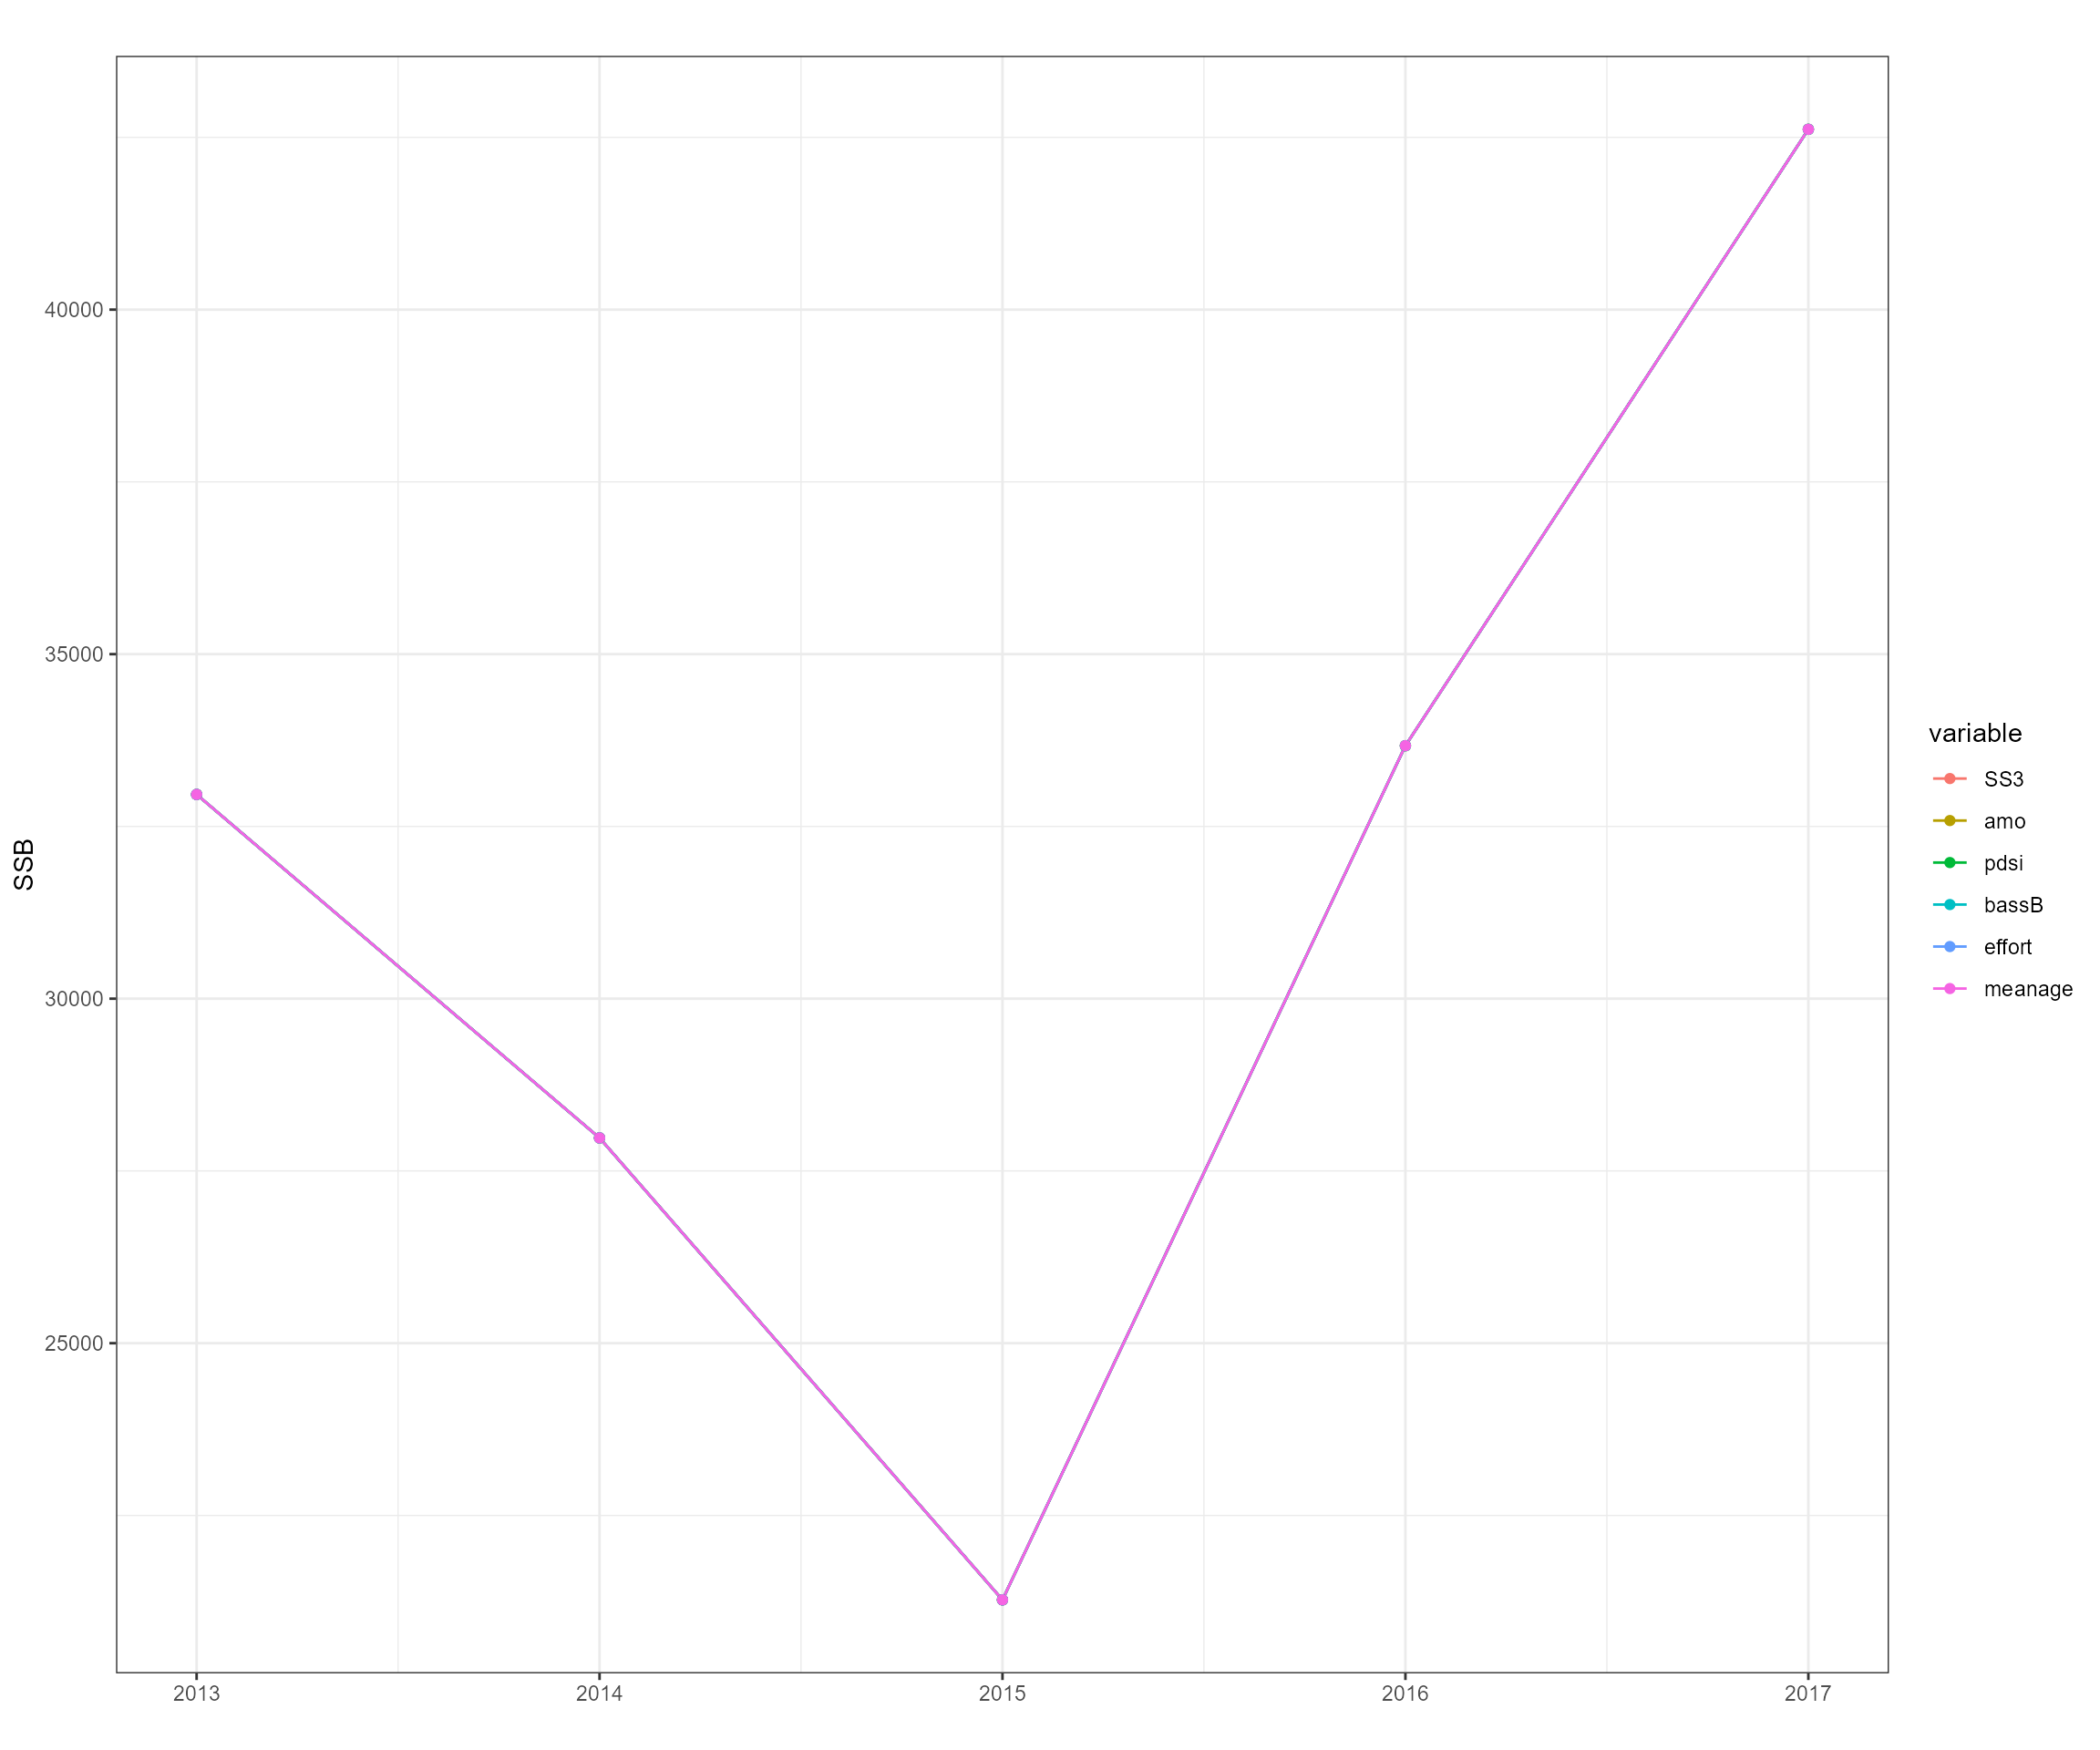 SSB
40000
35000
30000
25000
2013
2014
2015
2016
2017
variable
SS3
amo
pdsi
bassB
effort
meanage